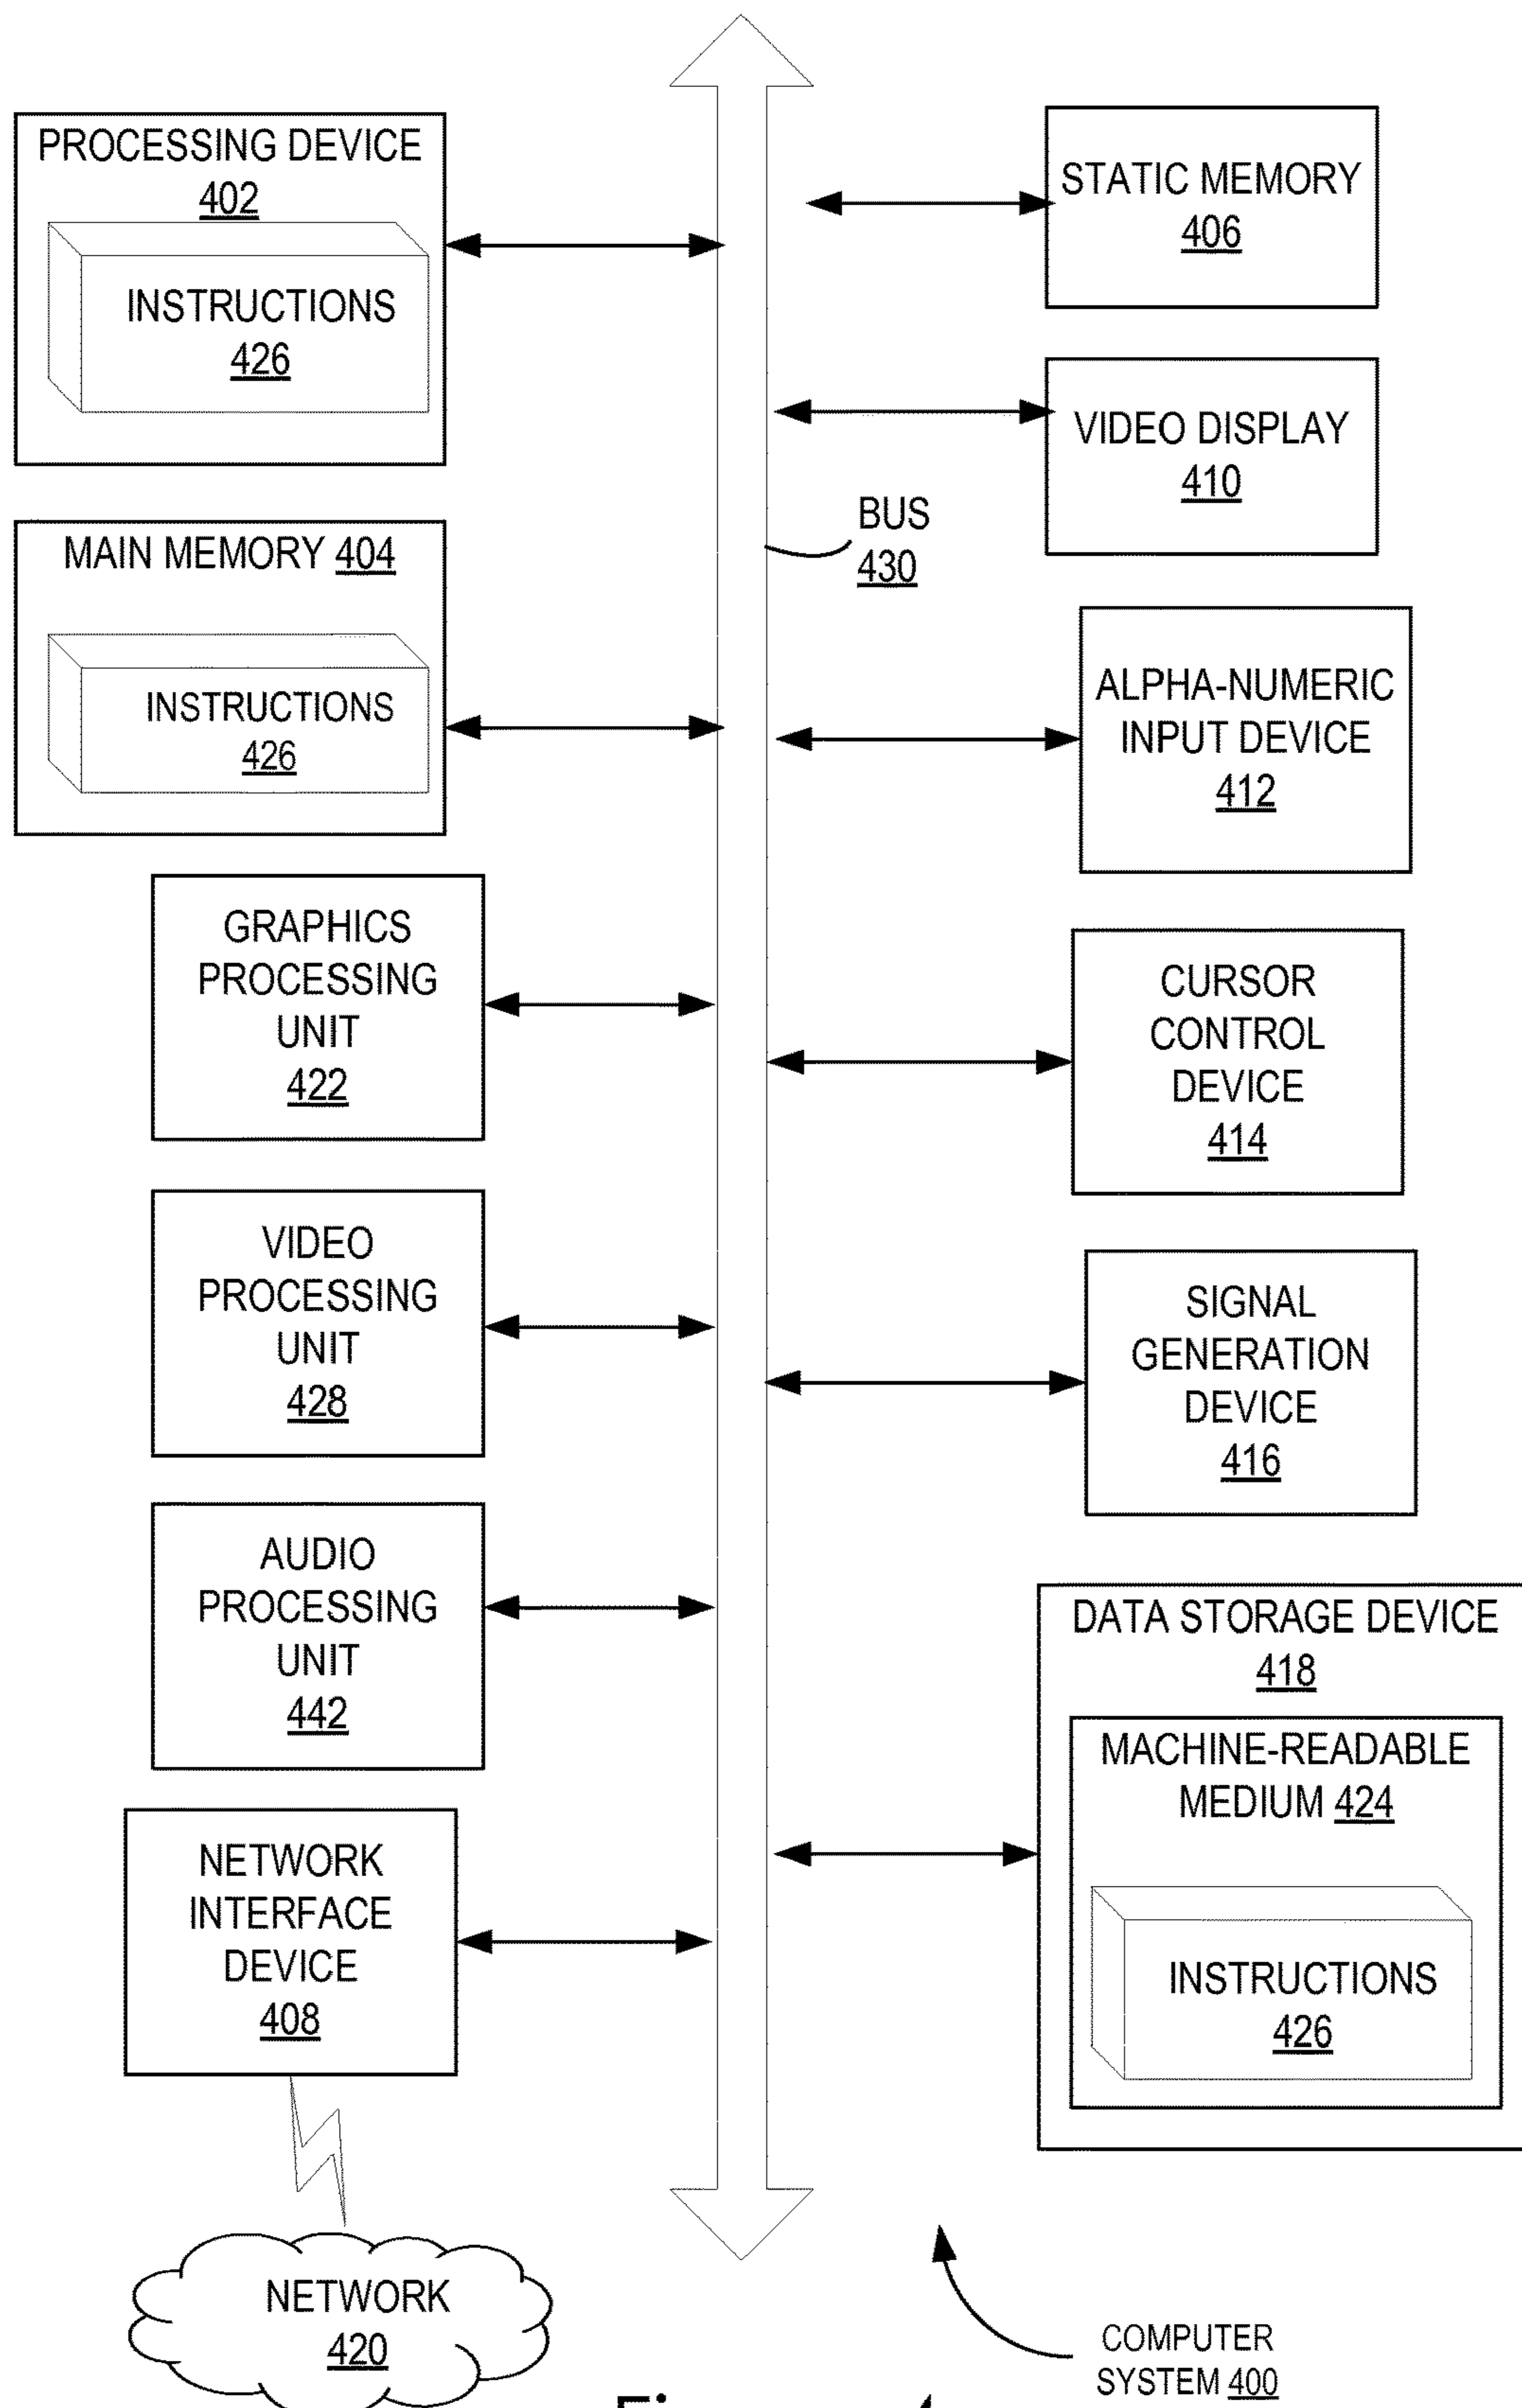 PROCESSING DEVICE
402
INSTRUCTIONS
426
MAIN MEMORY 404
INSTRUCTIONS
426
GRAPHICS
PROCESSING
UNIT
422
VIDEO
PROCESSING
UNIT
428
AUDIO
PROCESSING
UNIT
442
NETWORK
INTERFACE
DEVICE
408
NETWORK
420
BUS
430
STATIC MEMORY
406
VIDEO DISPLAY
410
ALPHA-NUMERIC
INPUT DEVICE
412
CURSOR
CONTROL
DEVICE
414
SIGNAL
GENERATION
DEVICE
416
DATA STORAGE DEVICE
418
MACHINE-READABLE
MEDIUM 424
INSTRUCTIONS
426
COMPUTER
SYSTEM 400